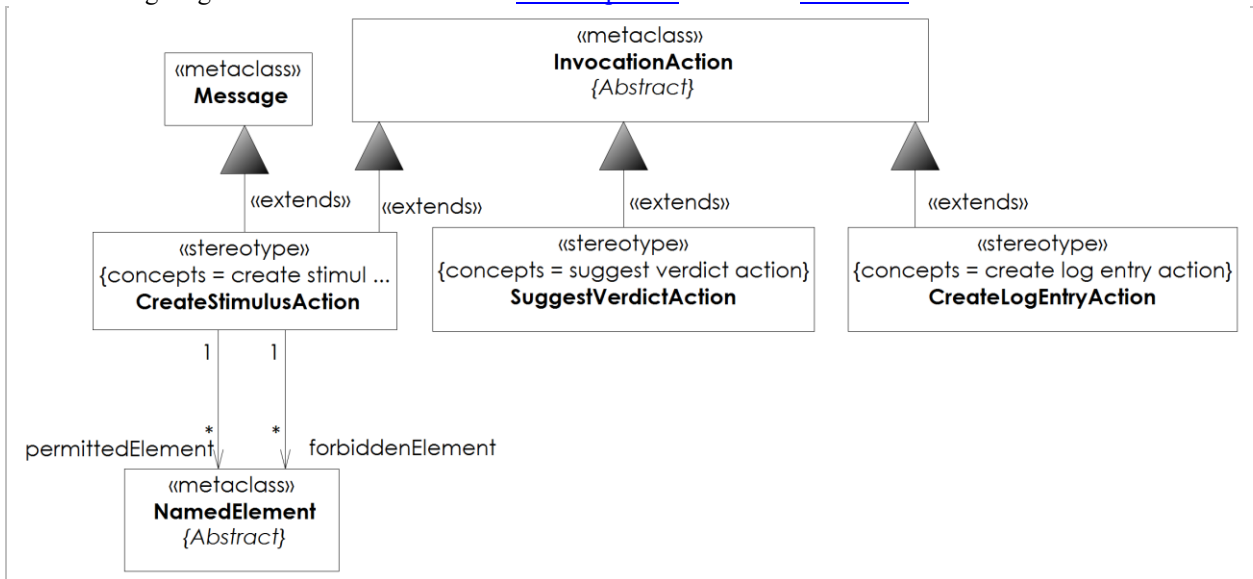 «metaclass»
Message
«metaclass»
InvocationAction
{Abstract}
«extends»
«extends»
«extends»
«extends»
«stereotype»
{concepts = create stimul ...
CreateStimulusAction
«stereotype»
{concepts = suggest verdict action}
SuggestVerdictAction
«stereotype»
{concepts = create log entry action}
CreateLogEntryAction
1
1
*
*
permittedElement
forbiddenElement
«metaclass»
NamedElement
{Abstract}